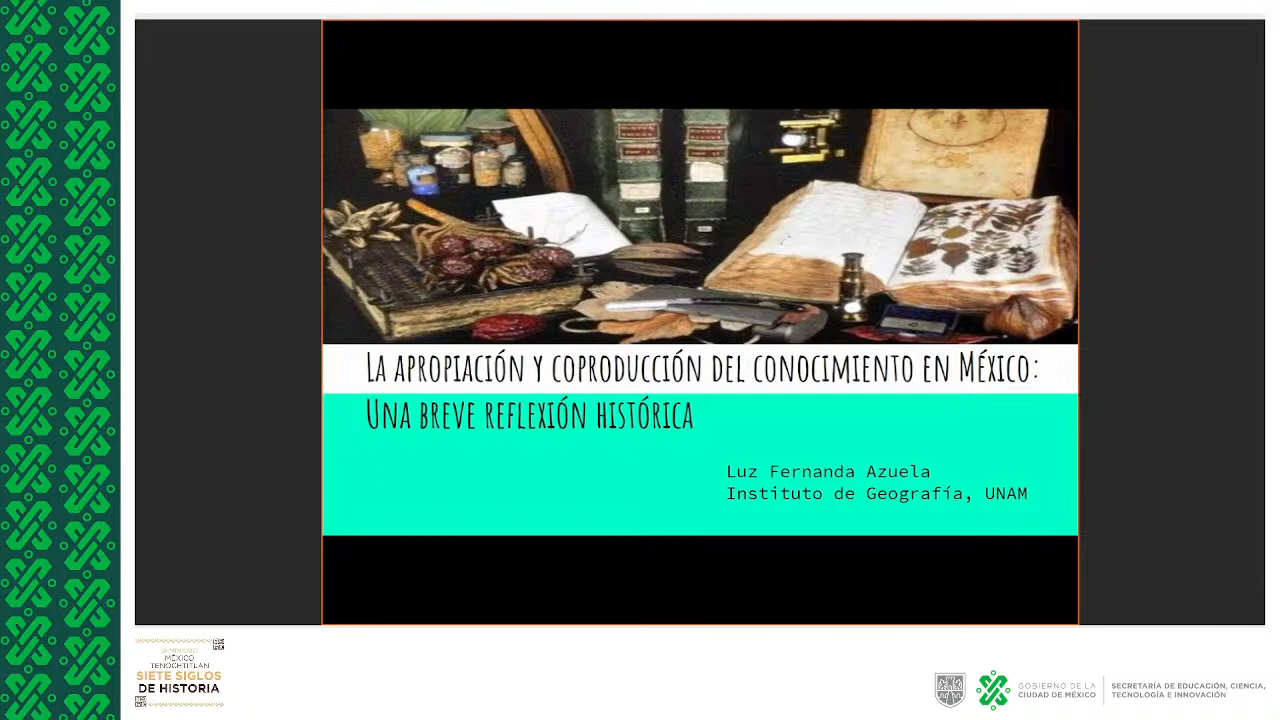 La apropiación y coproducción del conocimiento en México:
Una breve reflexión histórica
Luz Fernanda Azuela
Instituto de Geografía, UNAM
SEMINARIO
MÉXICO
TENOCHTITLAN
SIETE SIGLOS
DE HISTORIA
GOBIERNO DE LA
CIUDAD DE MÉXICO
SECRETARÍA DE EDUCACIÓN, CIENCIA,
TECNOLOGÍA E INNOVACIÓN